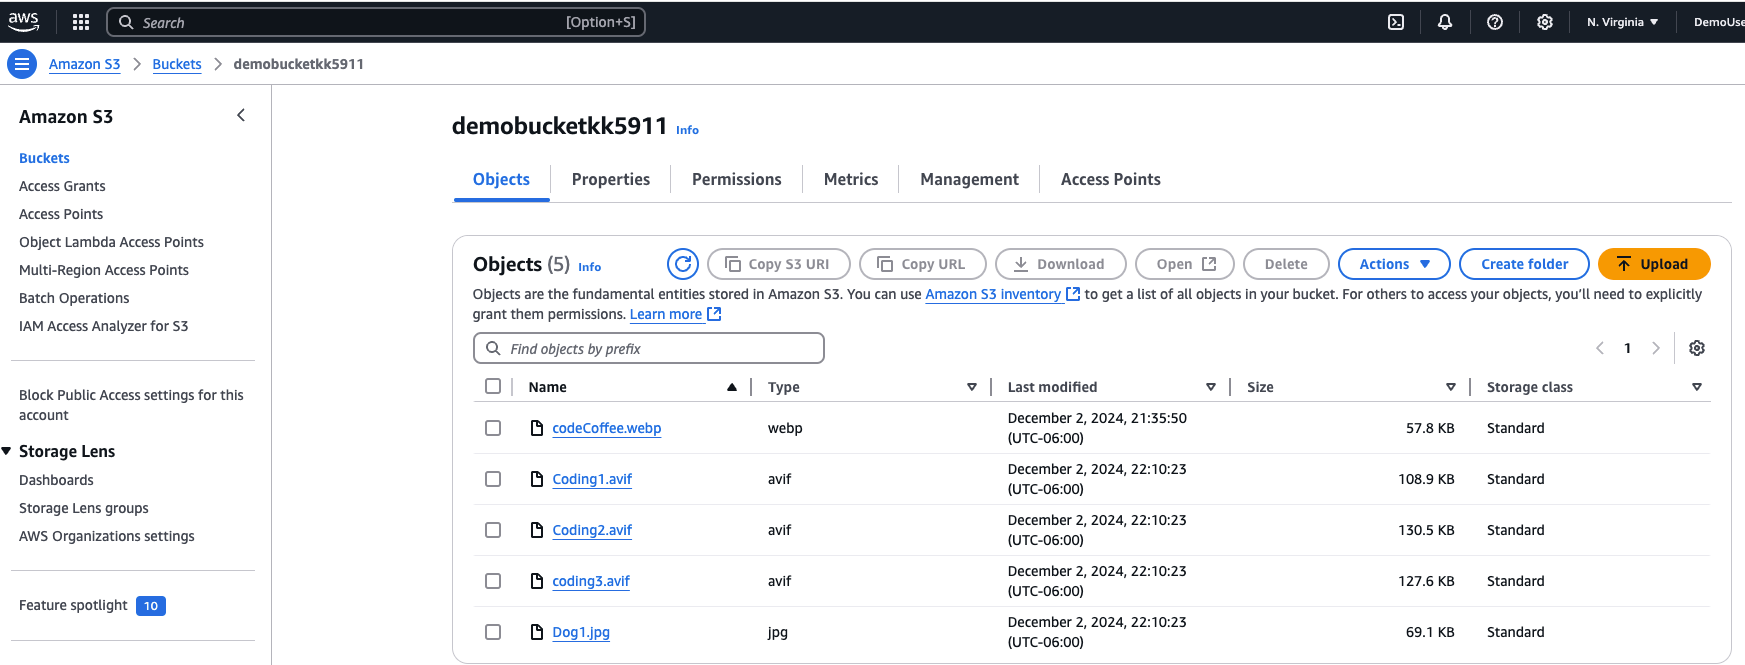 aws
Search
[Option+S]
N. Virginia
DemoUse
Amazon S3
Buckets
demobucketkk5911
Amazon S3
Buckets
Access Grants
Access Points
Object Lambda Access Points
Multi-Region Access Points
Batch Operations
IAM Access Analyzer for S3
Block Public Access settings for this
account
Storage Lens
Dashboards
Storage Lens groups
AWS Organizations settings
Feature spotlight 10
demobucketkk5911 Info
Objects Properties Permissions Metrics Management Access Points
Objects (5) Info Copy S3 URI Copy URL Download Open Delete Actions Create folder Upload
Objects are the fundamental entities stored in Amazon S3. You can use Amazon S3 inventory to get a list of all objects in your bucket. For others to access your objects, you'll need to explicitly
grant them permissions. Learn more
Find objects by prefix
1
Name Type Last modified Size Storage class
codeCoffee.webp webp December 2, 2024, 21:35:50 (UTC-06:00) 57.8 KB Standard
Coding1.avif avif December 2, 2024, 22:10:23 (UTC-06:00) 108.9 KB Standard
Coding2.avif avif December 2, 2024, 22:10:23 (UTC-06:00) 130.5 KB Standard
coding3.avif avif December 2, 2024, 22:10:23 (UTC-06:00) 127.6 KB Standard
Dog1.jpg jpg December 2, 2024, 22:10:23 (UTC-06:00) 69.1 KB Standard